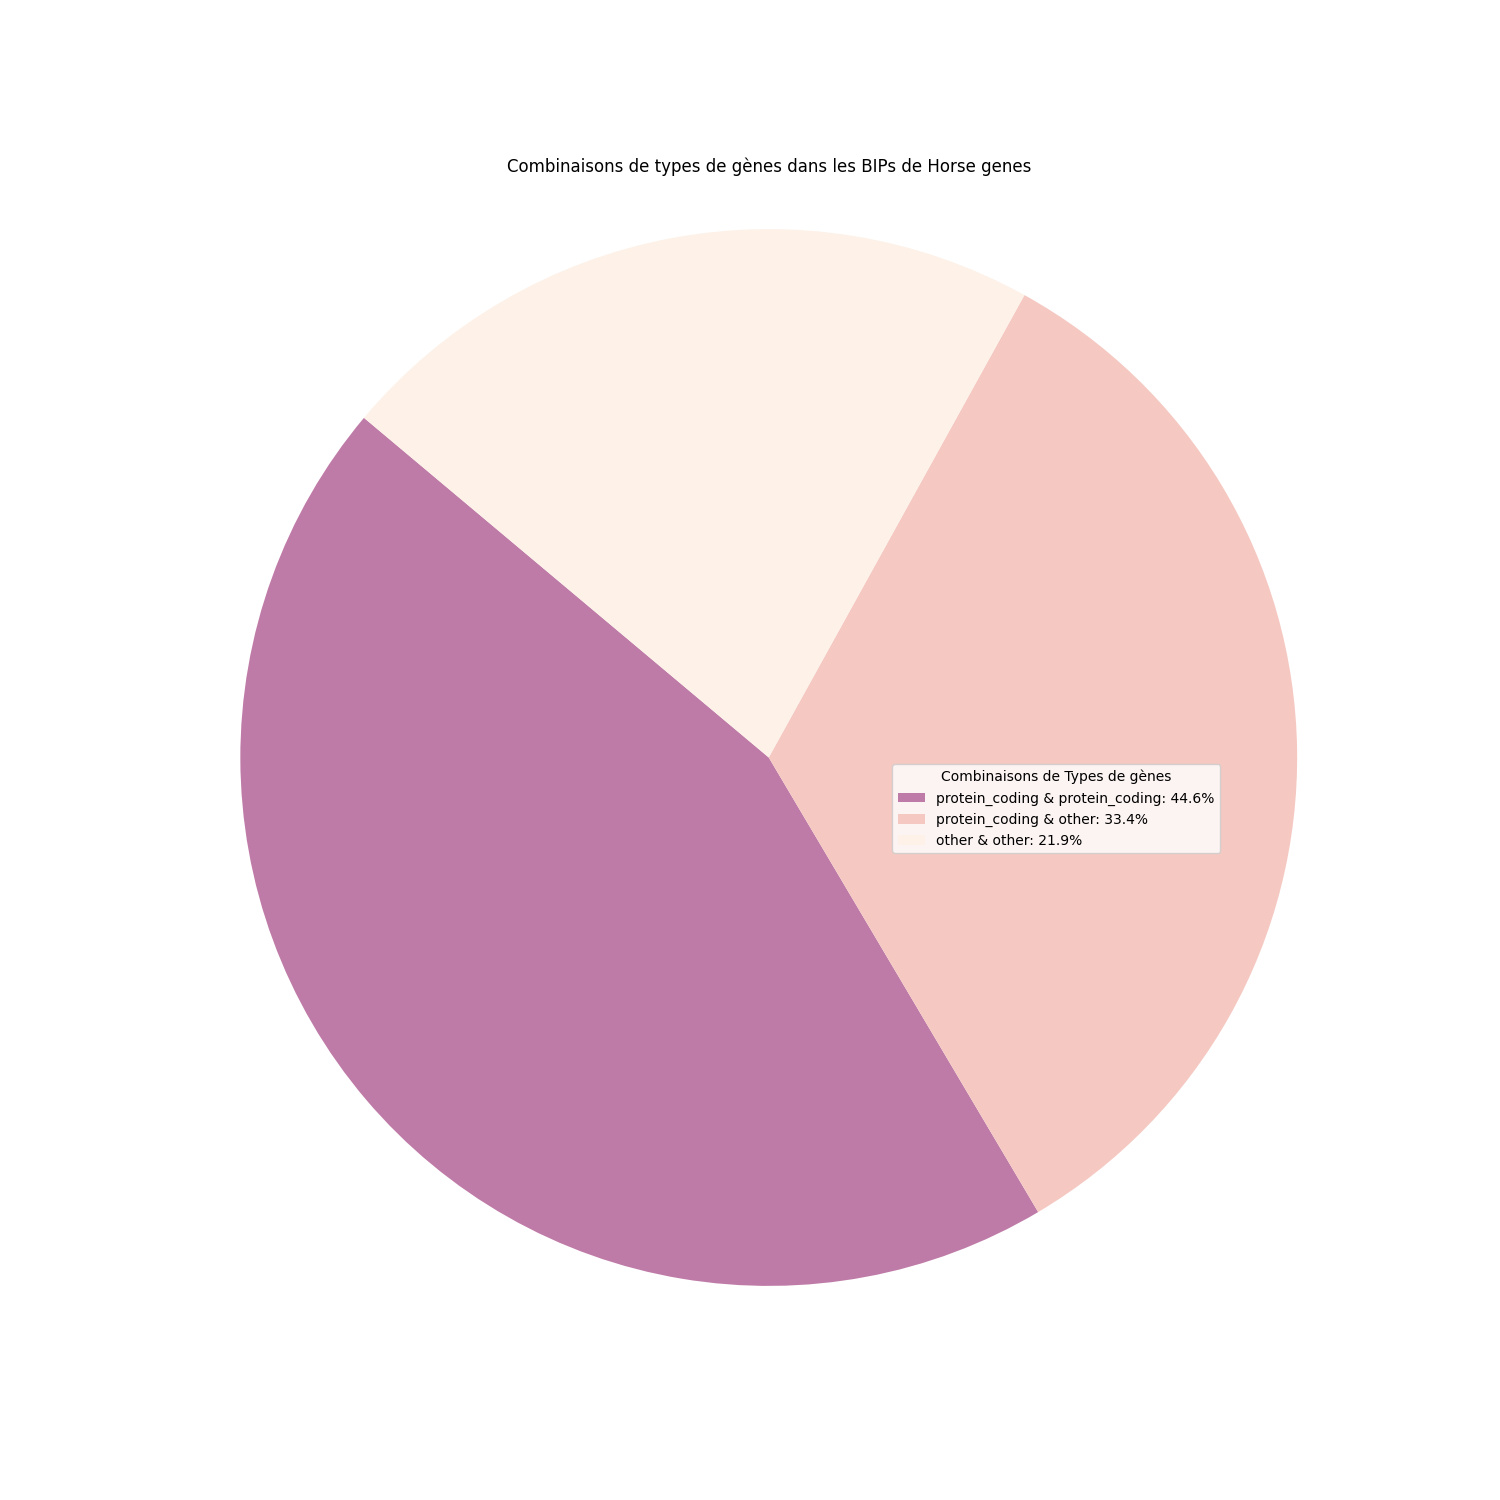 Combinaisons de types de gènes dans les BIPs de Horse genes
Combinaisons de Types de gènes
protein_coding & protein_coding: 44.6%
protein_coding & other: 33.4%
other & other: 21.9%